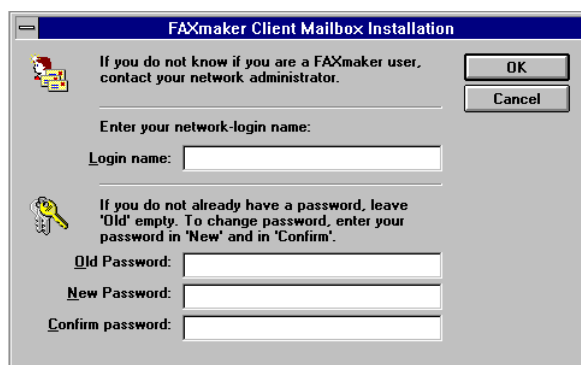 FAXmaker Client Mailbox Installation
If you do not know if you are a FAXmaker user,
contact your network administrator.
OK
Cancel
Enter your network-login name:
Login name:
If you do not already have a password, leave
'Old' empty. To change password, enter your
password in 'New' and in 'Confirm'.
Old Password:
New Password:
Confirm password: